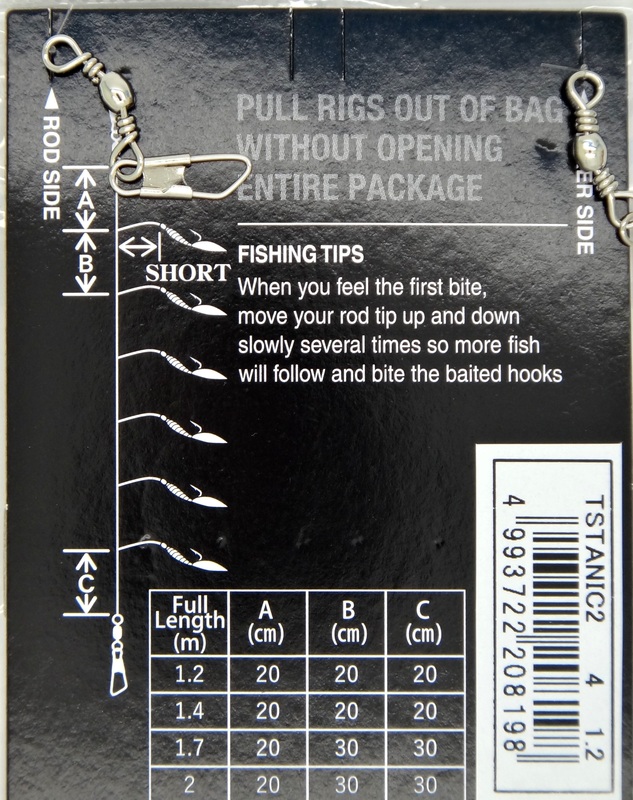 PULL RIGS OUT OF BAG
WITHOUT OPENING
ENTIRE PACKAGE
ROD SIDE
ER SIDE
A
B
SHORT
C
FISHING TIPS
When you feel the first bite,
move your rod tip up and down
slowly several times so more fish
will follow and bite the baited hooks
Full Length (m) A (cm) B (cm) C (cm)
1.2 20 20 20
1.4 20 20 20
1.7 20 30 30
2 20 30 30
TSTANIC2 4 1.2
4 993722 208198